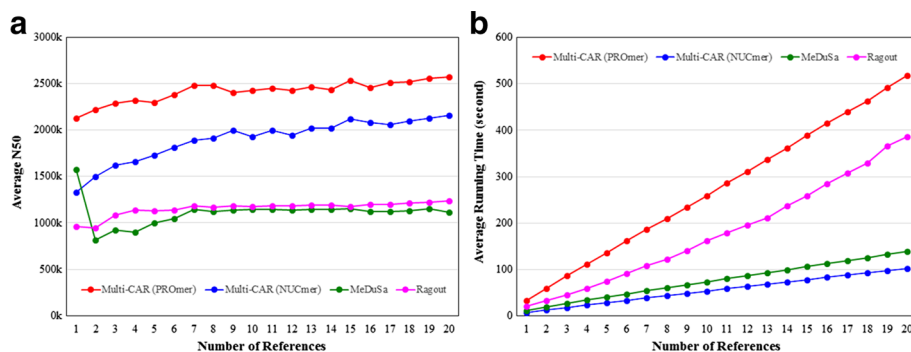 a
3000k
2500k
2000k
1500k
1000k
500k
0k
Average N50
Multi-CAR (PROmer) Multi-CAR (NUCmer) MeDuSa Ragout
1 2 3 4 5 6 7 8 9 10 11 12 13 14 15 16 17 18 19 20
Number of References
b
600
500
400
300
200
100
0
Average Running Time (second)
Multi-CAR (PROmer) Multi-CAR (NUCmer) MeDuSa Ragout
1 2 3 4 5 6 7 8 9 10 11 12 13 14 15 16 17 18 19 20
Number of References